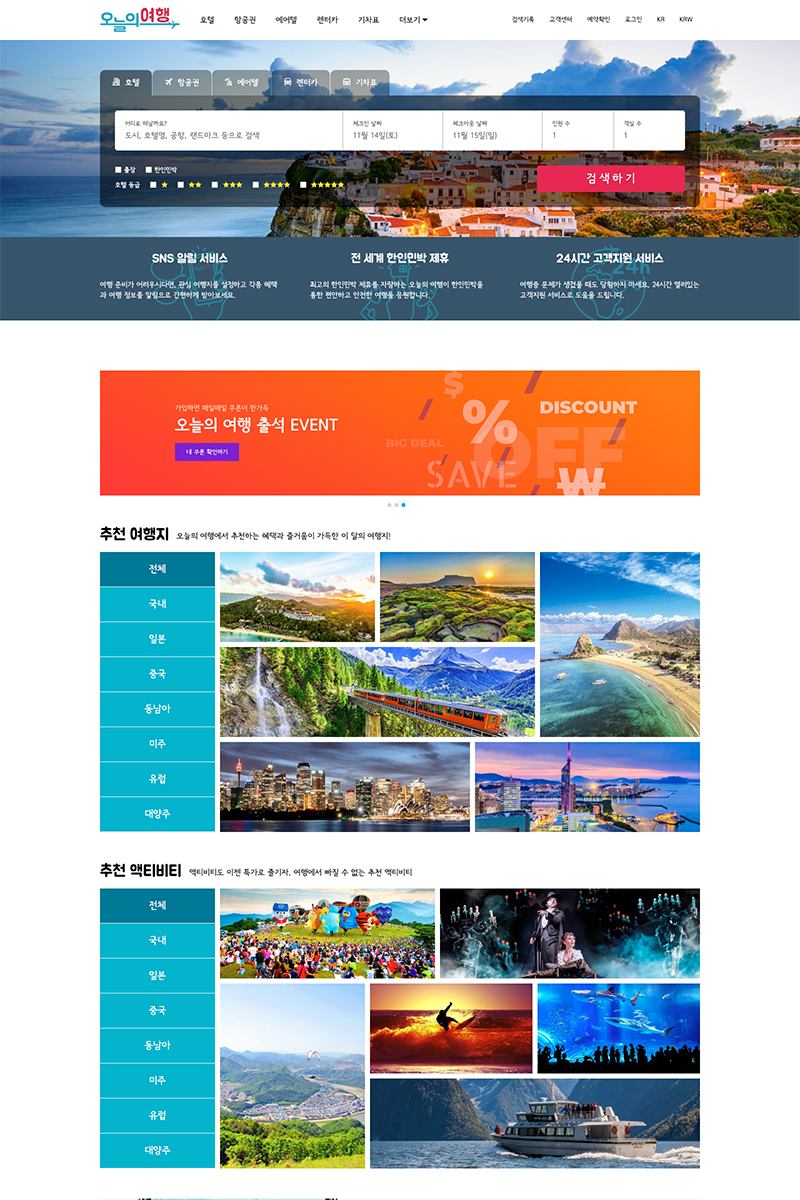 오늘의여행
호텔 항공권 에어텔 렌터카 기차표 더보기
검색기록 고객센터 예약확인 로그인 KR KRW
호텔 항공권 에어텔 렌터카 기차표
어디로 떠날까요? 체크인 날짜 체크아웃 날짜 인원 수 객실 수
도시, 호텔명, 공항, 랜드마크 등으로 검색 11월 14일(토) 11월 15일(일) 1 1
출장 한인민박
호텔 등급
검색하기
SNS 알림 서비스
여행 준비가 어려우시다면, 관심 여행지를 설정하고 각종 혜택
과 여행 정보를 알림으로 간편하게 받아보세요.
전 세계 한인민박 제휴
최고의 한인민박 제휴를 자랑하는 오늘의 여행이 한인민박을
통한 편안하고 안전한 여행을 응원합니다.
24시간 고객지원 서비스
24h
여행중 문제가 생겼을 때도 당황하지 마세요. 24시간 열려있는
고객지원 서비스로 도움을 드립니다.
가입하면 매일매일 쿠폰이 한가득
오늘의 여행 출석 EVENT
내 쿠폰 확인하기
$
% DISCOUNT
BIG DEAL OFF
SAVE ₩
추천 여행지 오늘의 여행에서 추천하는 혜택과 즐거움이 가득한 이 달의 여행지!
전체
국내
일본
중국
동남아
미주
유럽
대양주
추천 액티비티 액티비티도 이젠 특가로 즐기자, 여행에서 빠질 수 없는 추천 액티비티
전체
국내
일본
중국
동남아
미주
유럽
대양주